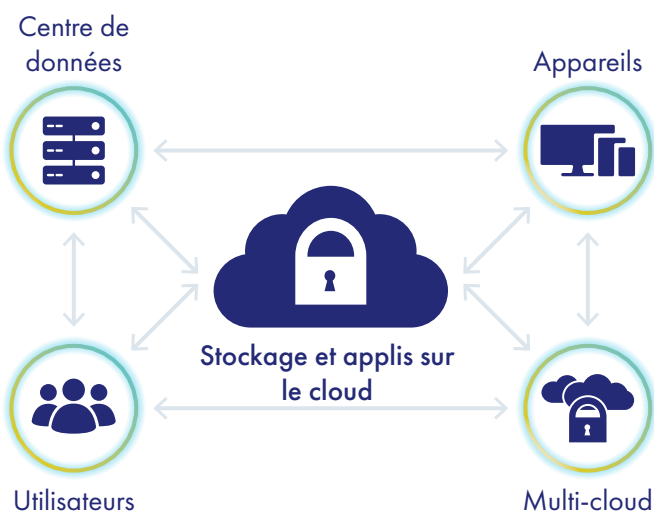 Centre de
données
Appareils
Stockage et applis sur
le cloud
Utilisateurs
Multi-cloud